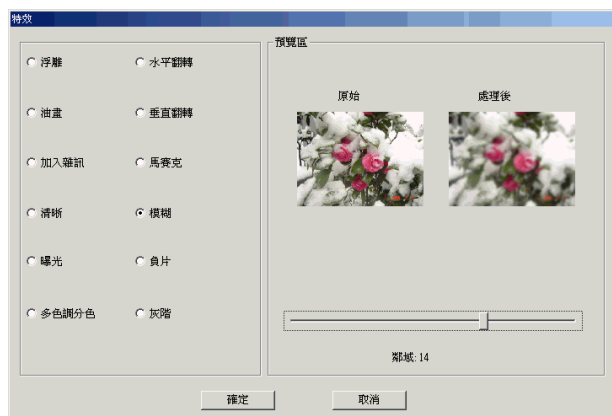 特效
浮雕
水平翻轉
油畫
垂直翻轉
加入雜訊
馬賽克
清晰
模糊
曝光
負片
多色調分色
灰階
預覽區
原始
處理後
鄰域: 14
確定
取消